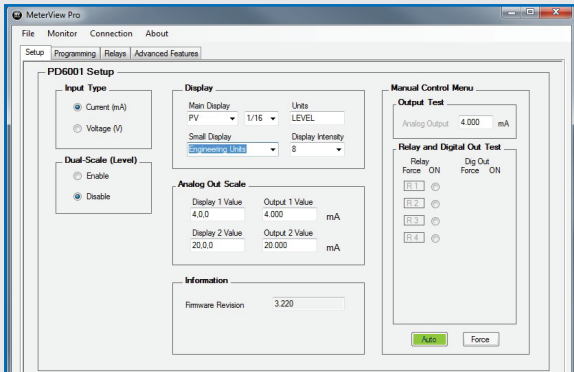 MeterView Pro
File Monitor Connection About
Setup Programming Relays Advanced Features
PD6001 Setup
Input Type
Current (mA)
Voltage (V)
Dual-Scale (Level)
Enable
Disable
Display
Main Display Units
PV 1/16 LEVEL
Small Display Display Intensity
Engineering Units 8
Analog Out Scale
Display 1 Value Output 1 Value
4,0,0 4.000 mA
Display 2 Value Output 2 Value
20,0,0 20.000 mA
Information
Firmware Revision 3.220
Manual Control Menu
Output Test
Analog Output 4.000 mA
Relay and Digital Out Test
Relay Dig Out
Force ON Force ON
R 1
R 2
R 3
R 4
Auto Force